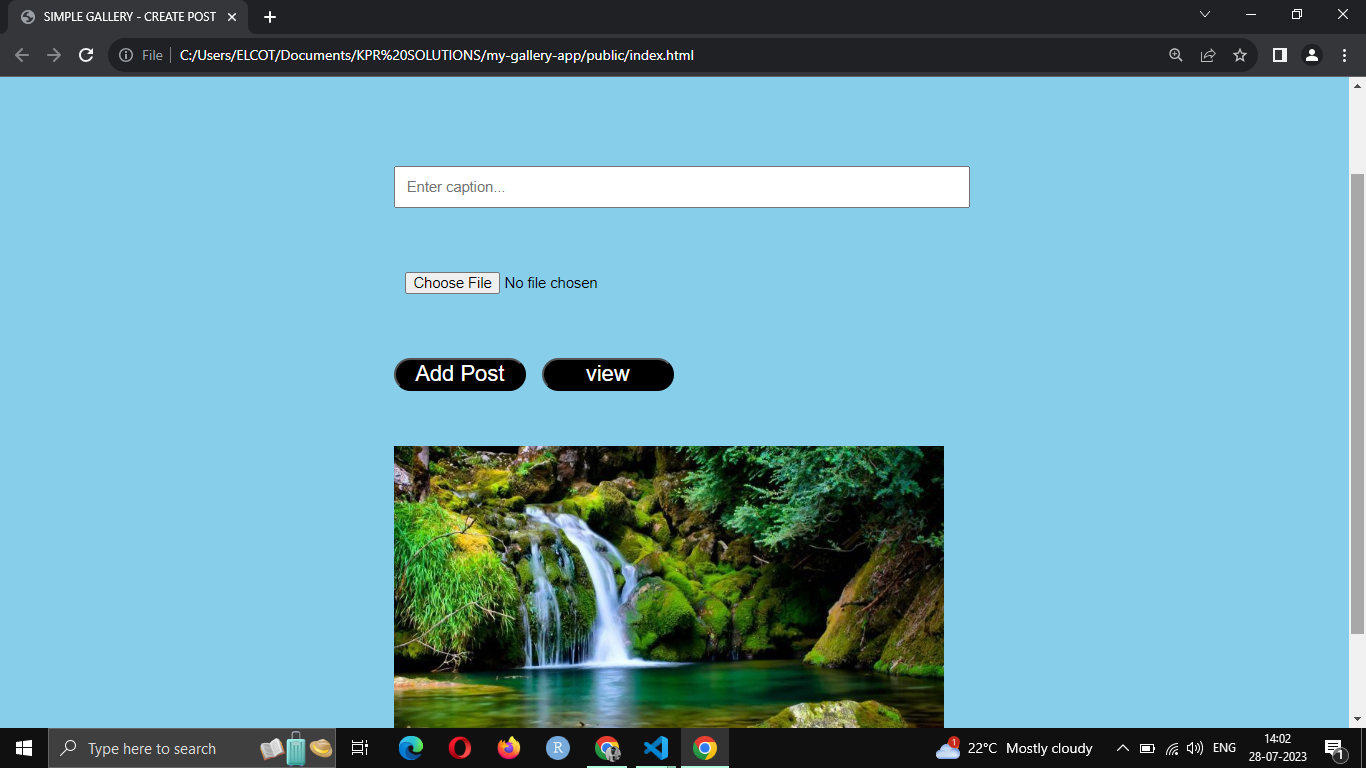 SIMPLE GALLERY - CREATE POST
File
C:/Users/ELCOT/Documents/KPR%20SOLUTIONS/my-gallery-app/public/index.html
Enter caption...
Choose File No file chosen
Add Post
view
Type here to search
R
1
22°C Mostly cloudy
ENG
14:02
28-07-2023
1